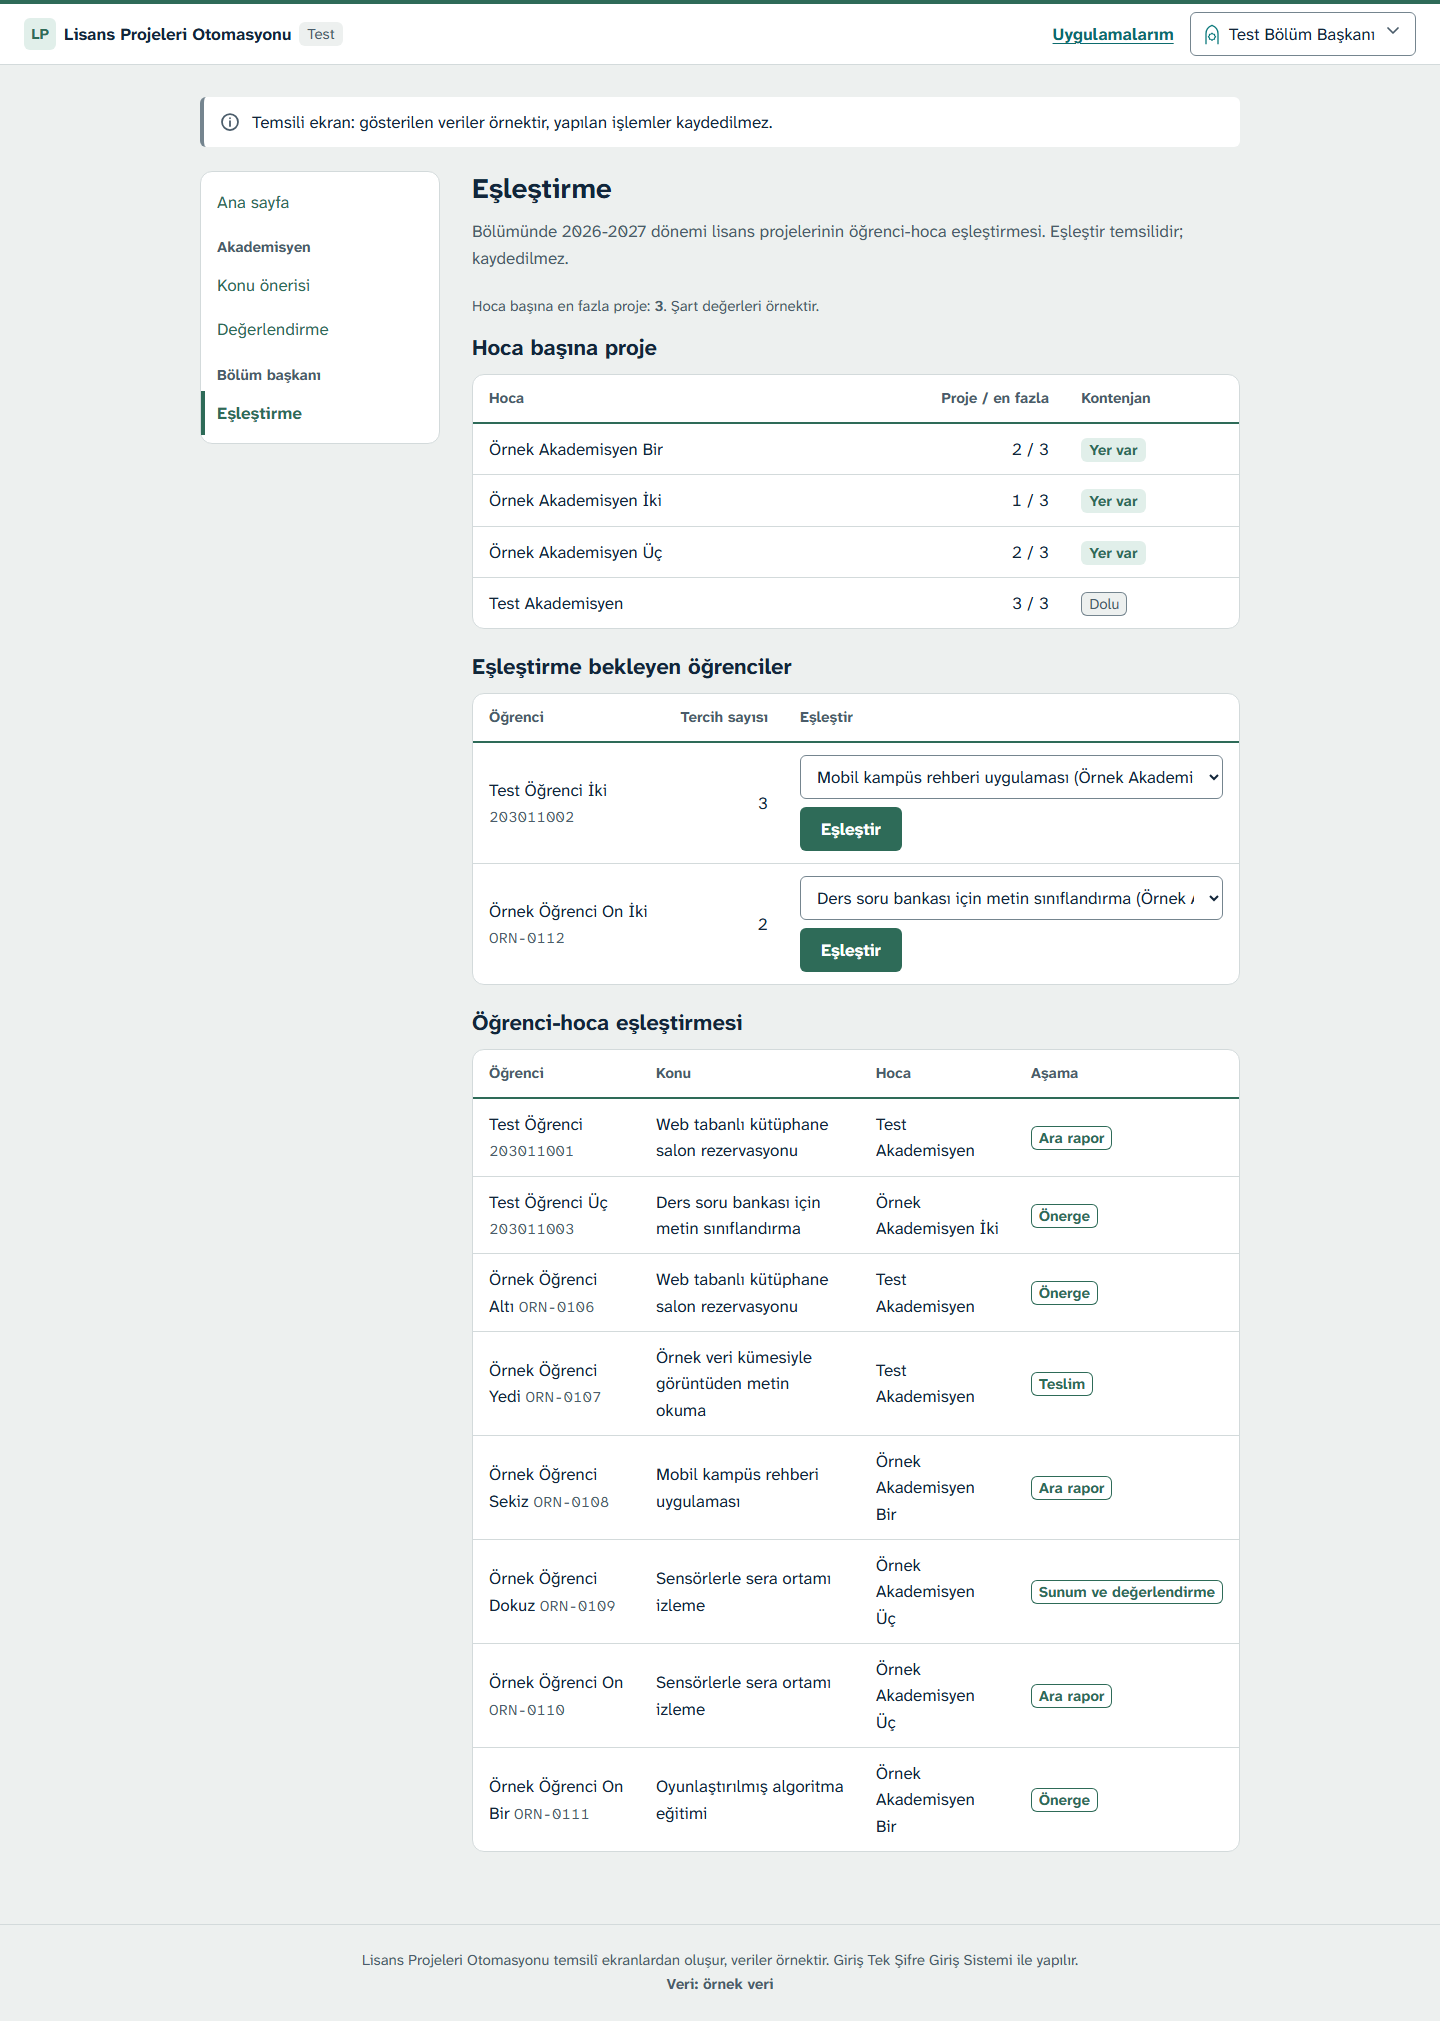 LP Lisans Projeleri Otomasyonu Test
Uygulamalarım
Test Bölüm Başkanı
Temsili ekran: gösterilen veriler örnektir, yapılan işlemler kaydedilmez.
Ana sayfa
Akademisyen
Konu önerisi
Değerlendirme
Bölüm başkanı
Eşleştirme
Eşleştirme
Bölümünde 2026-2027 dönemi lisans projelerinin öğrenci-hoca eşleştirmesi. Eşleştir temsilidir;
kaydedilmez.
Hoca başına en fazla proje: 3. Şart değerleri örnektir.
Hoca başına proje
Hoca Proje / en fazla Kontenjan
Örnek Akademisyen Bir 2 / 3 Yer var
Örnek Akademisyen İki 1 / 3 Yer var
Örnek Akademisyen Üç 2 / 3 Yer var
Test Akademisyen 3 / 3 Dolu
Eşleştirme bekleyen öğrenciler
Öğrenci Tercih sayısı Eşleştir
Test Öğrenci İki
203011002
3
Mobil kampüs rehberi uygulaması (Örnek Akademi
Eşleştir
Örnek Öğrenci On İki
ORN-0112
2
Ders soru bankası için metin sınıflandırma (Örnek A
Eşleştir
Öğrenci-hoca eşleştirmesi
Öğrenci Konu Hoca Aşama
Test Öğrenci
203011001
Web tabanlı kütüphane
salon rezervasyonu
Test
Akademisyen
Ara rapor
Test Öğrenci Üç
203011003
Ders soru bankası için
metin sınıflandırma
Örnek
Akademisyen İki
Önerge
Örnek Öğrenci
Altı ORN-0106
Web tabanlı kütüphane
salon rezervasyonu
Test
Akademisyen
Önerge
Örnek Öğrenci
Yedi ORN-0107
Örnek veri kümesiyle
görüntüden metin
okuma
Test
Akademisyen
Teslim
Örnek Öğrenci
Sekiz ORN-0108
Mobil kampüs rehberi
uygulaması
Örnek
Akademisyen
Bir
Ara rapor
Örnek Öğrenci
Dokuz ORN-0109
Sensörlerle sera ortamı
izleme
Örnek
Akademisyen
Üç
Sunum ve değerlendirme
Örnek Öğrenci On
ORN-0110
Sensörlerle sera ortamı
izleme
Örnek
Akademisyen
Üç
Ara rapor
Örnek Öğrenci On
Bir ORN-0111
Oyunlaştırılmış algoritma
eğitimi
Örnek
Akademisyen
Bir
Önerge
Lisans Projeleri Otomasyonu temsilî ekranlardan oluşur, veriler örnektir. Giriş Tek Şifre Giriş Sistemi ile yapılır.
Veri: örnek veri